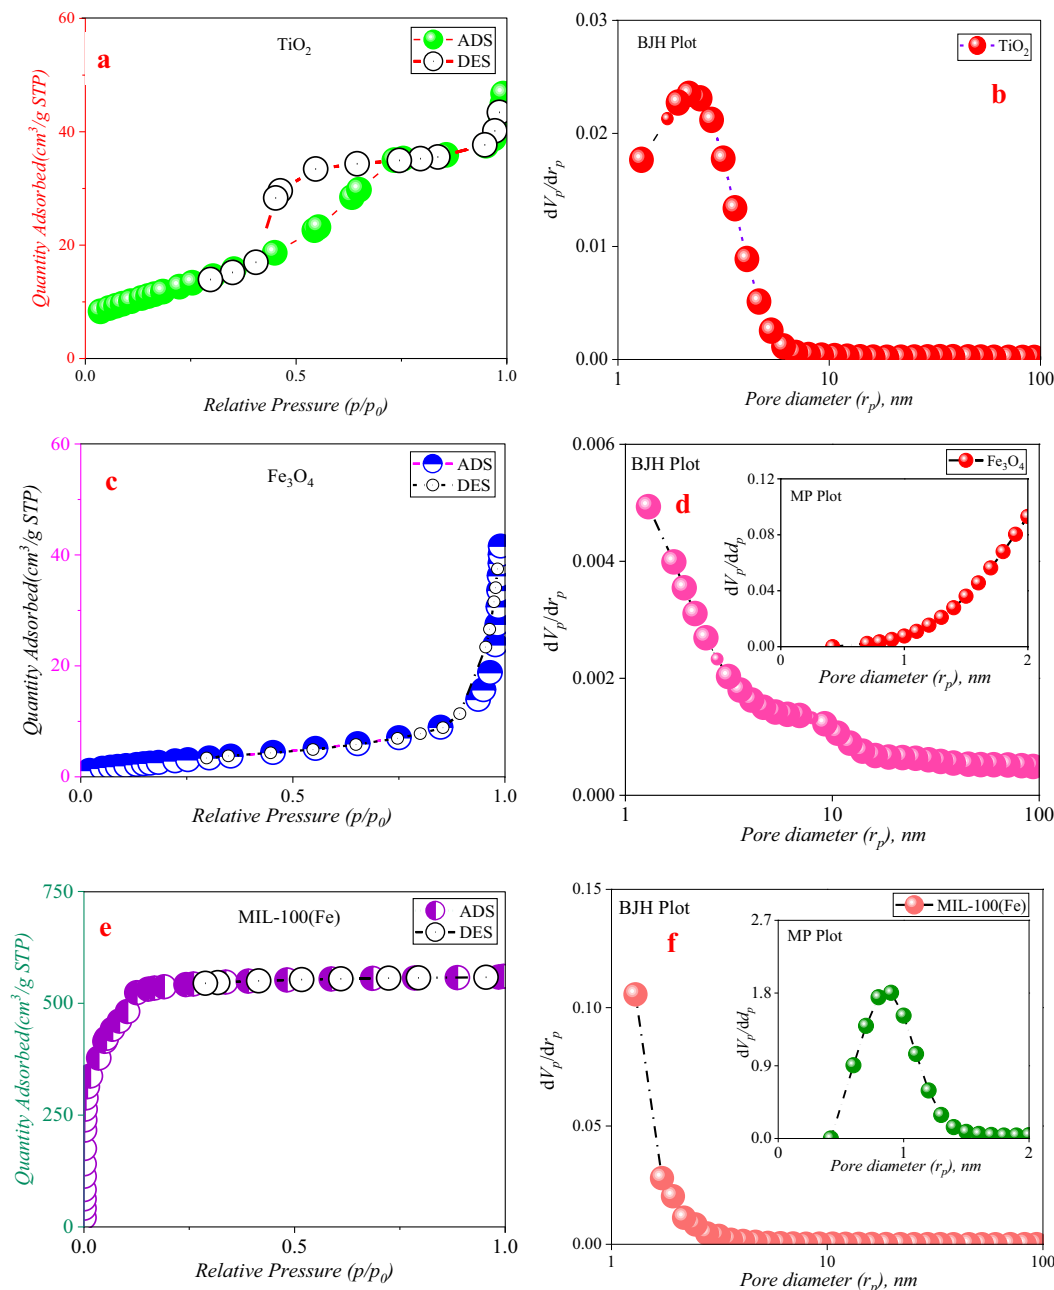 TiO₂
a
ADS
DES
60
40
20
0
Quantity Adsorbed(cm³/g STP)
0.0 0.5 1.0
Relative Pressure (p/p₀)
BJH Plot
TiO₂
b
0.03
0.02
0.01
0.00
dVₚ/drₚ
1 10 100
Pore diameter (rₚ), nm
Fe₃O₄
c
ADS
DES
60
40
20
0
Quantity Adsorbed(cm³/g STP)
0.0 0.5 1.0
Relative Pressure (p/p₀)
BJH Plot
Fe₃O₄
d
0.006
0.004
0.002
0.000
dVₚ/drₚ
1 10 100
Pore diameter (rₚ), nm
MP Plot
0.12
0.08
0.04
0.00
dVₚ/ddₚ
0 1 2
Pore diameter (rₚ), nm
MIL-100(Fe)
e
ADS
DES
750
500
250
0
Quantity Adsorbed(cm³/g STP)
0.0 0.5 1.0
Relative Pressure (p/p₀)
BJH Plot
MIL-100(Fe)
f
0.15
0.10
0.05
0.00
dVₚ/drₚ
1 10 100
Pore diameter (rₚ), nm
MP Plot
2.7
1.8
0.9
0.0
dVₚ/ddₚ
0 1 2
Pore diameter (rₚ), nm